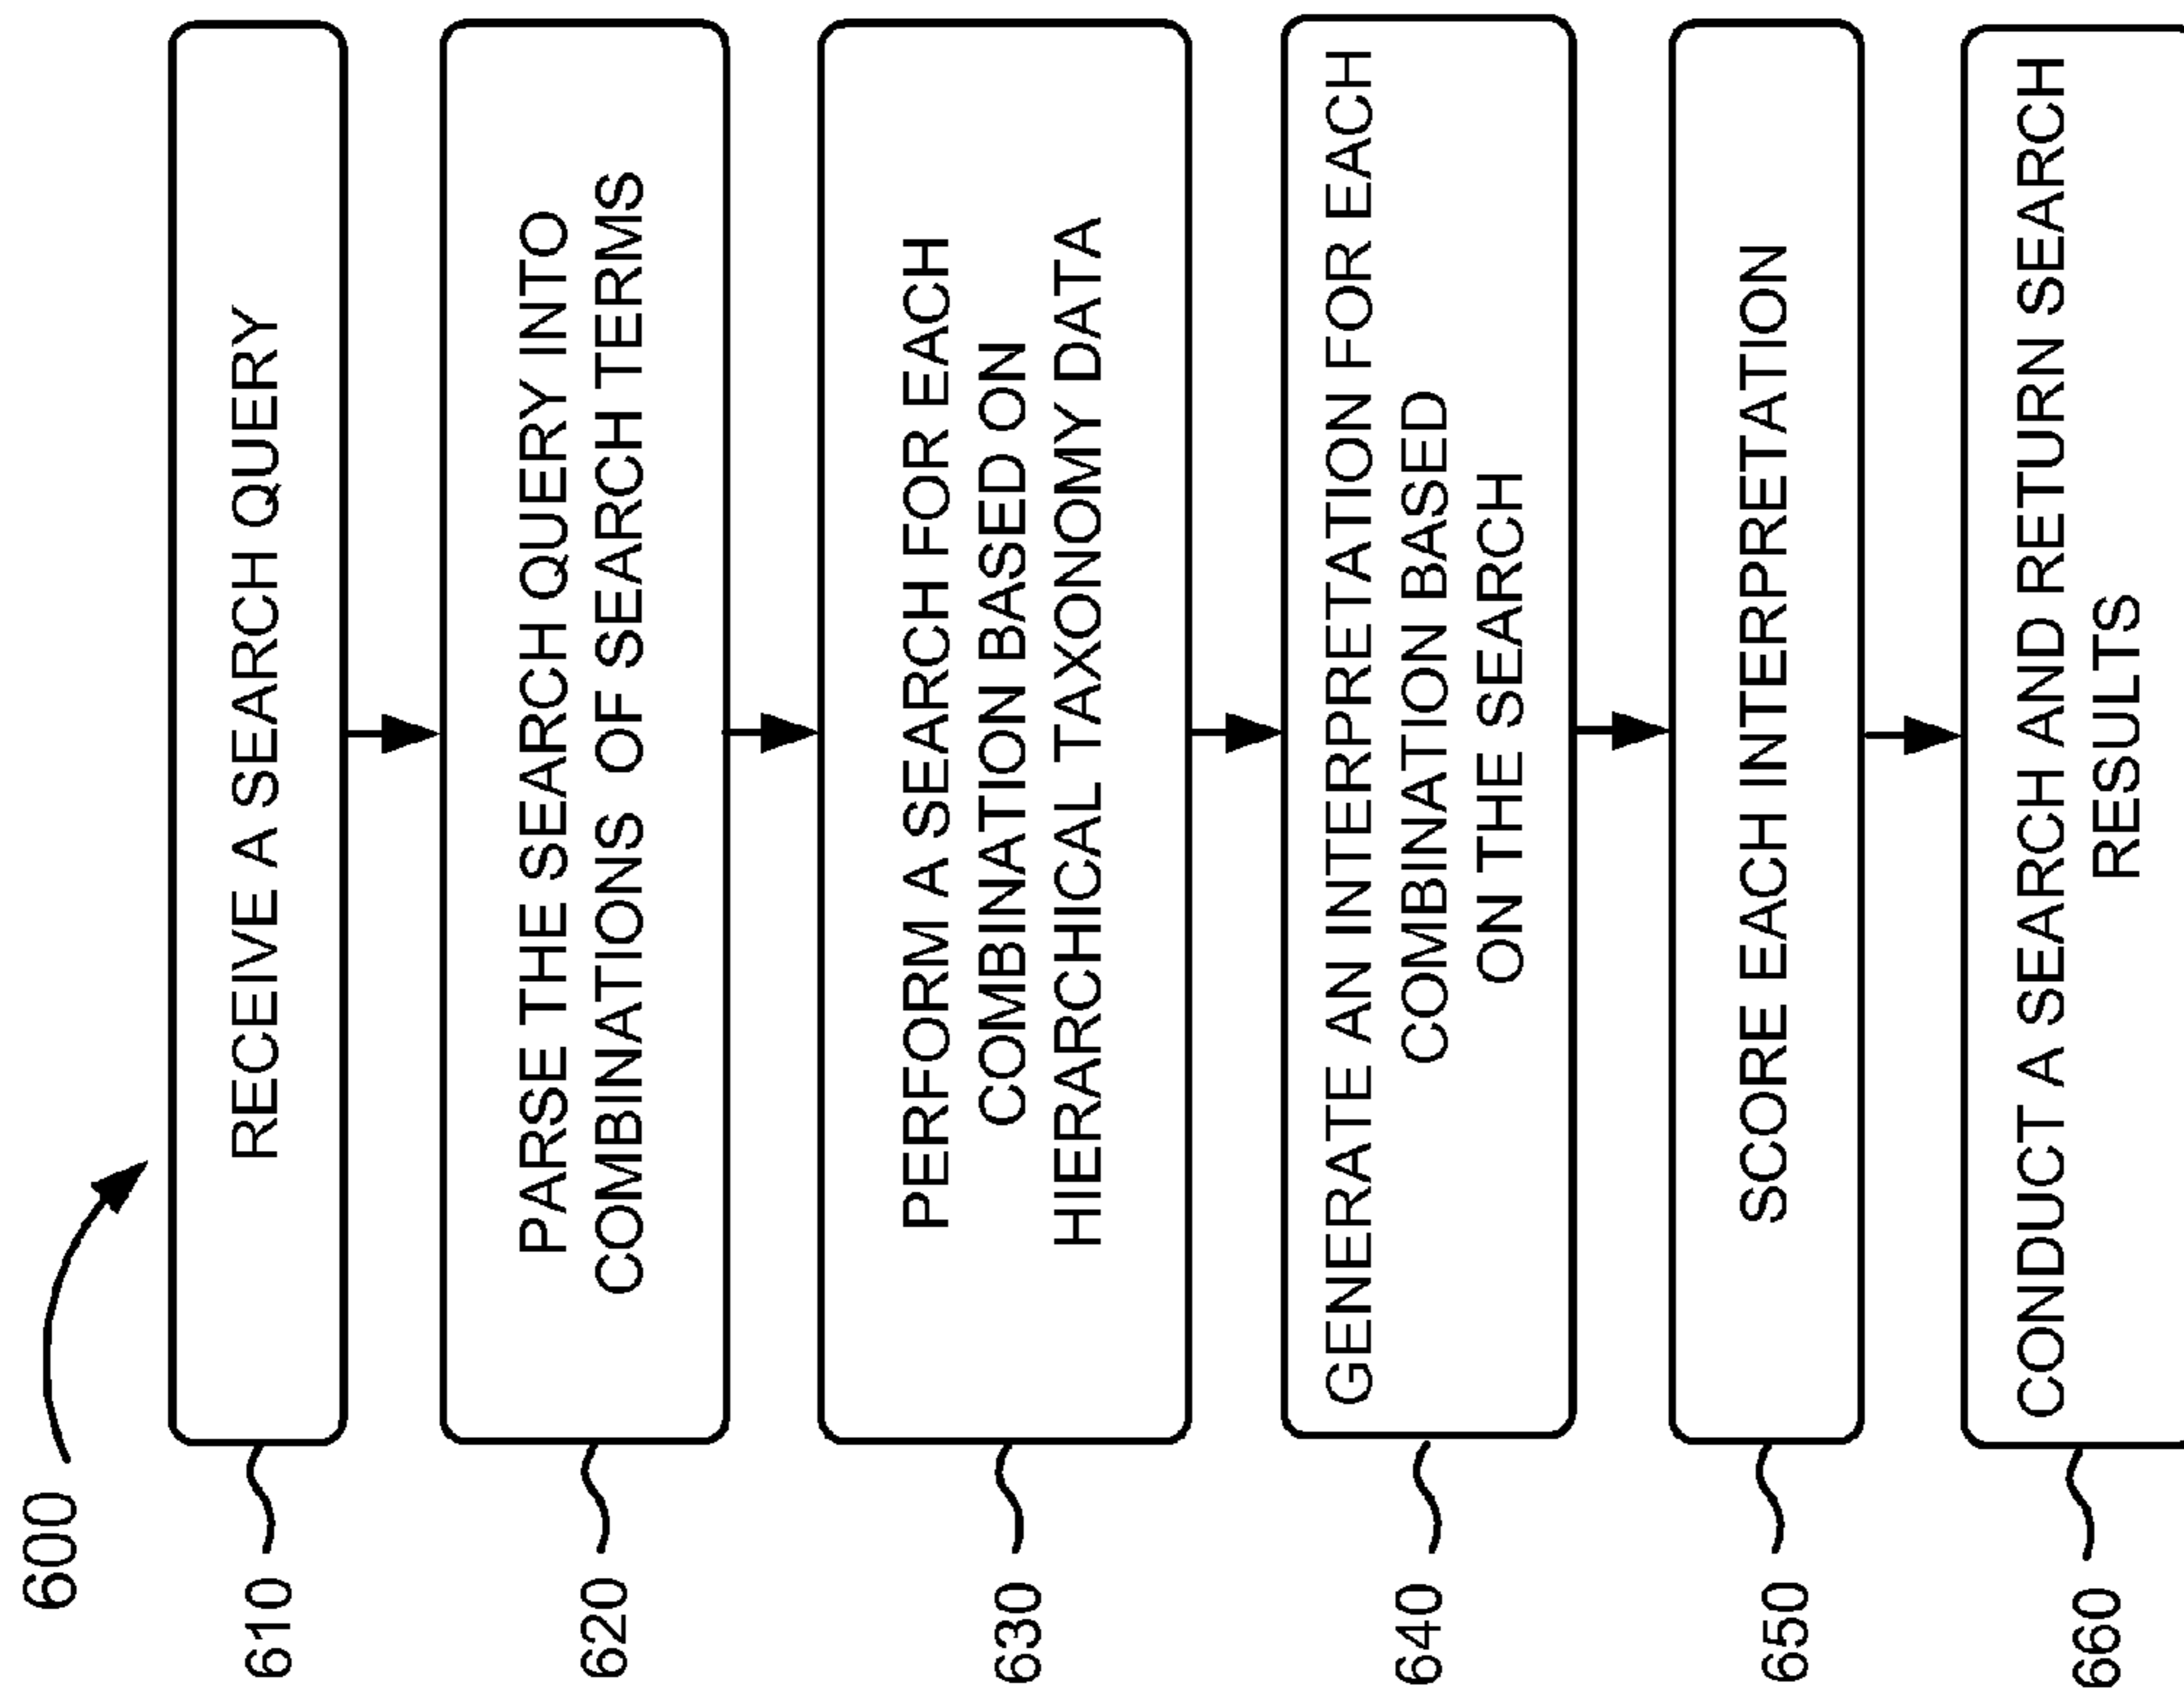 600
610
RECEIVE A SEARCH QUERY
620
PARSE THE SEARCH QUERY INTO
COMBINATIONS OF SEARCH TERMS
630
PERFORM A SEARCH FOR EACH
COMBINATION BASED ON
HIERARCHICAL TAXONOMY DATA
640
GENERATE AN INTERPRETATION FOR EACH
COMBINATION BASED
ON THE SEARCH
650
SCORE EACH INTERPRETATION
660
CONDUCT A SEARCH AND RETURN SEARCH
RESULTS